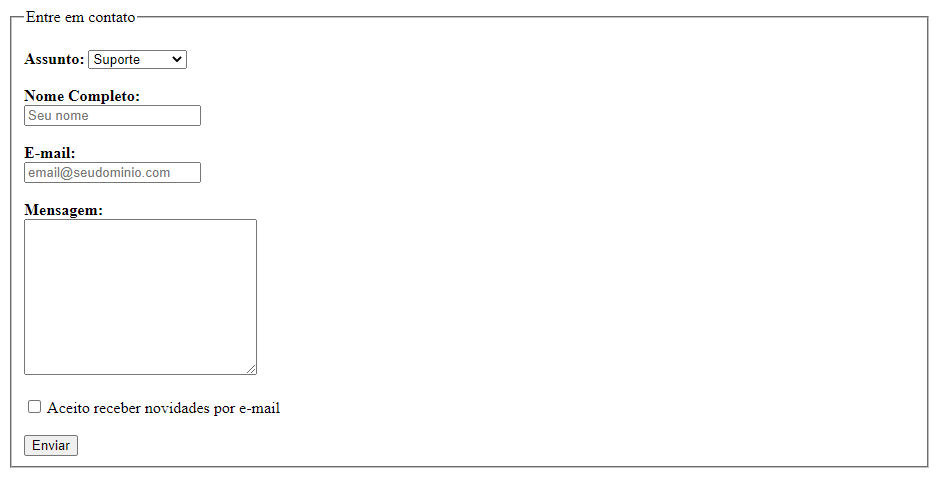 Entre em contato
Assunto: Suporte
Nome Completo:
Seu nome
E-mail:
email@seudominio.com
Mensagem:
Aceito receber novidades por e-mail
Enviar